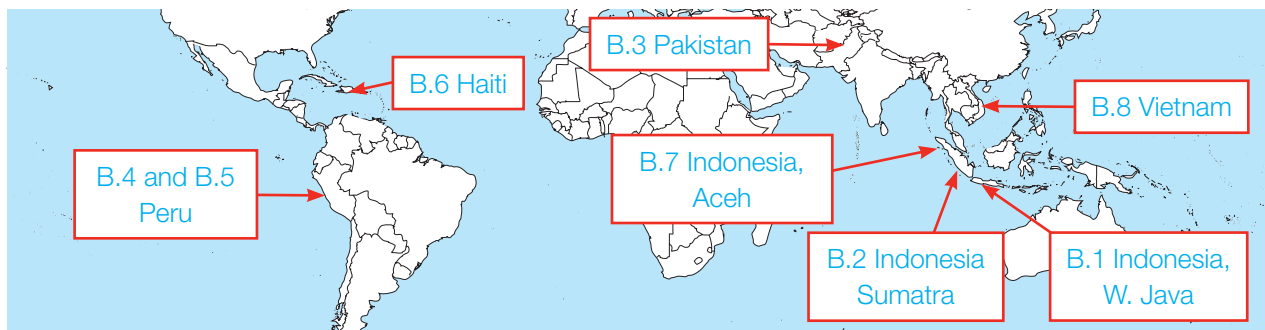 B.3 Pakistan
B.6 Haiti
B.8 Vietnam
B.7 Indonesia,
Aceh
B.4 and B.5
Peru
B.2 Indonesia
Sumatra
B.1 Indonesia,
W. Java